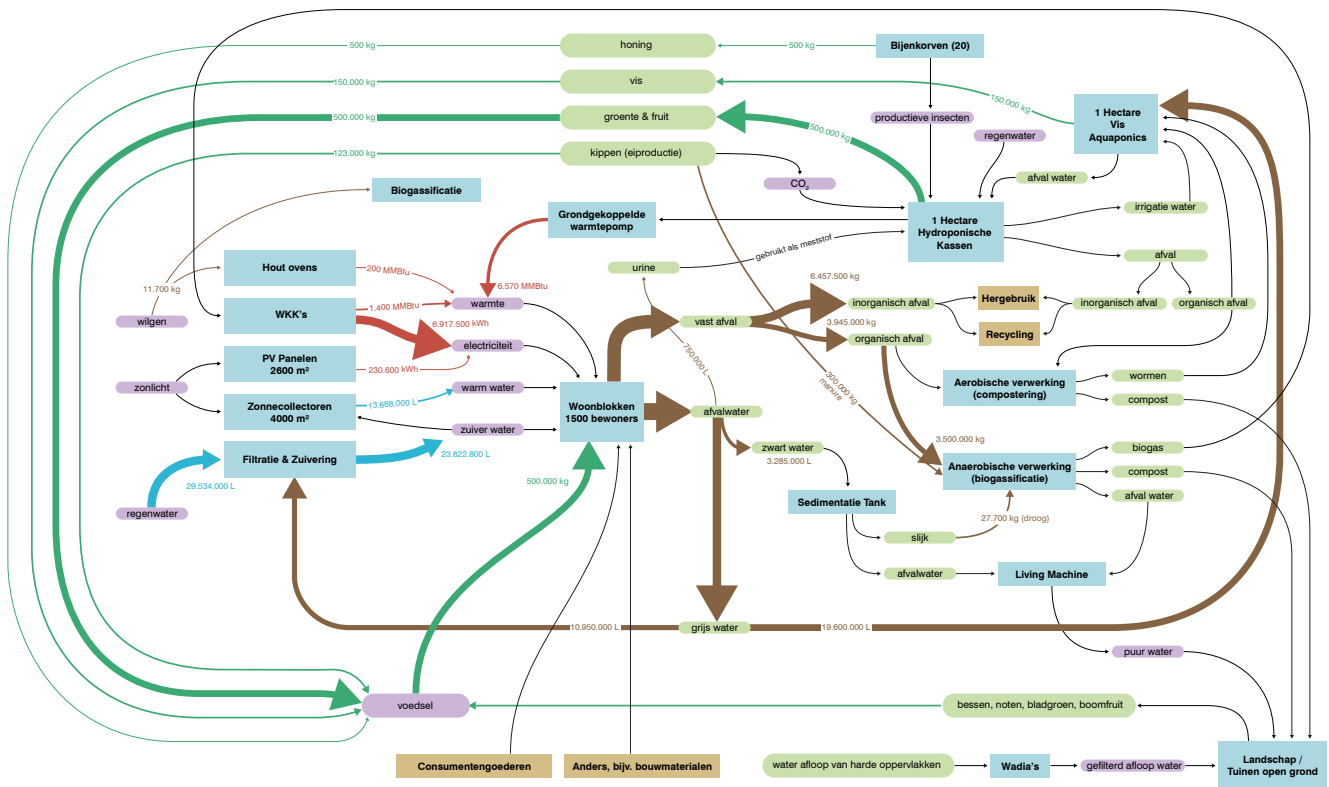 500 kg
honing
500 kg
Bijenkorven (20)
150.000 kg
vis
150.000 kg
1 Hectare
Vis
Aquaponics
500.000 kg
groente & fruit
500.000 kg
productieve insecten
regenwater
123.000 kg
kippen (eiproductie)
CO2
afval water
Biogassificatie
Grondgekoppelde
warmtepomp
1 Hectare
Hydroponische
Kassen
irrigatie water
gebruikt als meststof
afval
Hout ovens
200 MMBtu
urine
6.457.500 kg
11.700 kg
6.570 MMBtu
warmte
inorganisch afval
Hergebruik
inorganisch afval
organisch afval
wilgen
WKK's
1.400 MMBtu
6.917.500 kWh
vast afval
3.945.000 kg
Recycling
electriciteit
organisch afval
PV Panelen
2600 m²
230.600 kWh
750.000 L
300.000 kg
manure
zonlicht
warm water
Aerobische verwerking
(compostering)
wormen
compost
Zonnecollectoren
4000 m²
13.688.000 L
Woonblokken
1500 bewoners
afvalwater
zuiver water
Filtratie & Zuivering
23.622.800 L
zwart water
3.285.000 L
3.500.000 kg
Anaerobische verwerking
(biogassificatie)
biogas
compost
afval water
29.534.000 L
500.000 kg
regenwater
Sedimentatie Tank
27.700 kg (droog)
slijk
afvalwater
Living Machine
10.950.000 L
grijs water
19.600.000 L
puur water
voedsel
bessen, noten, bladgroen, boomfruit
Consumentengoederen
Anders, bijv. bouwmaterialen
water afloop van harde oppervlakken
Wadia's
gefilterd afloop water
Landschap /
Tuinen open grond